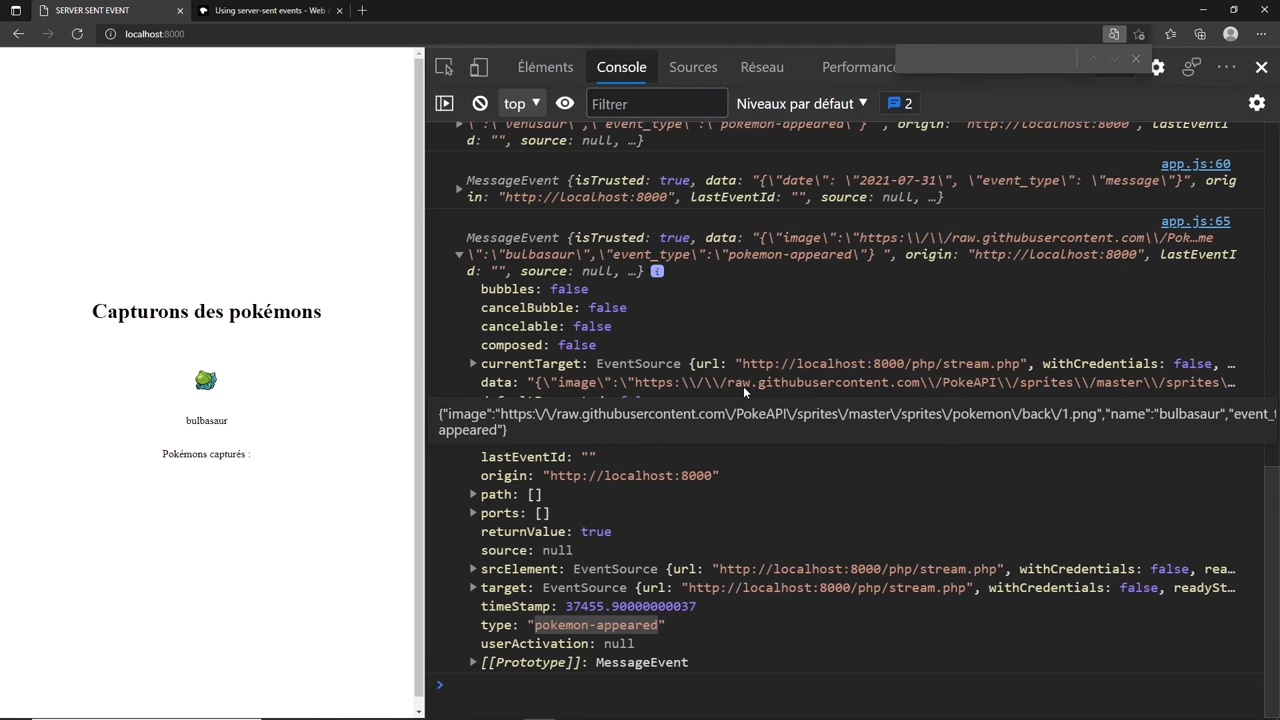 SERVER SENT EVENT
Using server-sent events - Web
localhost:8000
Capturons des pokémons
bulbasaur
Pokémons capturés :
Éléments
Console
Sources
Réseau
Performance
top
Filtrer
Niveaux par défaut
2
\":\"venusaur\",\"event_type\":\"pokemon-appeared\"} ", origin: "http://localhost:8000", lastEventI
d: "", source: null, …}
app.js:60
MessageEvent {isTrusted: true, data: "{\"date\": \"2021-07-31\", \"event_type\": \"message\"}", orig
in: "http://localhost:8000", lastEventId: "", source: null, …}
app.js:65
MessageEvent {isTrusted: true, data: "{\"image\":\"https:\\/\\/raw.githubusercontent.com\\/Pok…me
\":\"bulbasaur\",\"event_type\":\"pokemon-appeared\"} ", origin: "http://localhost:8000", lastEventI
d: "", source: null, …} i
bubbles: false
cancelBubble: false
cancelable: false
composed: false
currentTarget: EventSource {url: "http://localhost:8000/php/stream.php", withCredentials: false, …
data: "{\"image\":\"https:\\/\\/raw.githubusercontent.com\\/PokeAPI\\/sprites\\/master\\/sprites\…
{"image":"https:\/\/raw.githubusercontent.com\/PokeAPI\/sprites\/master\/sprites\/pokemon\/back\/1.png","name":"bulbasaur","event_t
appeared"}
lastEventId: ""
origin: "http://localhost:8000"
path: []
ports: []
returnValue: true
source: null
srcElement: EventSource {url: "http://localhost:8000/php/stream.php", withCredentials: false, rea…
target: EventSource {url: "http://localhost:8000/php/stream.php", withCredentials: false, readySt…
timeStamp: 37455.90000000037
type: "pokemon-appeared"
userActivation: null
[[Prototype]]: MessageEvent